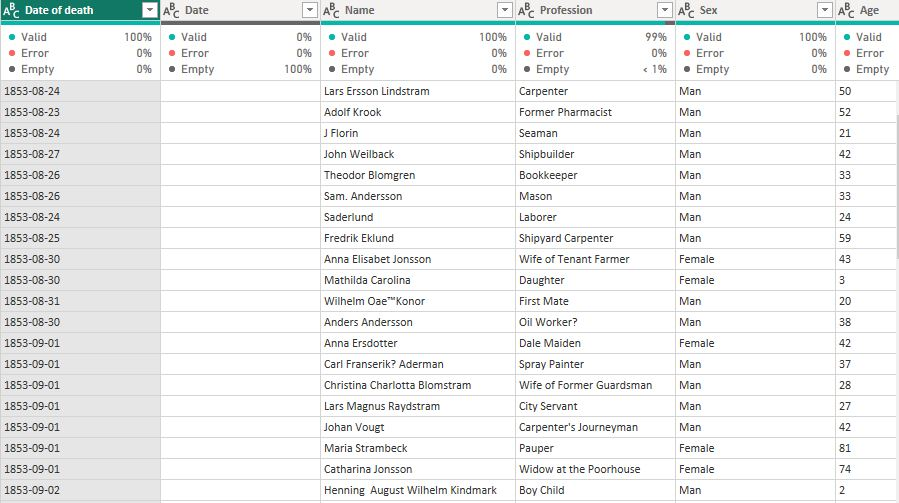 ABC Date of death ABC Date ABC Name ABC Profession ABC Sex ABC Age
Valid 100% Valid 0% Valid 100% Valid 99% Valid 100% Valid
Error 0% Error 0% Error 0% Error 0% Error 0% Error
Empty 0% Empty 100% Empty 0% Empty < 1% Empty 0% Empty
1853-08-24 Lars Ersson Lindstram Carpenter Man 50
1853-08-23 Adolf Krook Former Pharmacist Man 52
1853-08-24 J Florin Seaman Man 21
1853-08-27 John Weilback Shipbuilder Man 42
1853-08-26 Theodor Blomgren Bookkeeper Man 33
1853-08-26 Sam. Andersson Mason Man 33
1853-08-24 Saderlund Laborer Man 24
1853-08-25 Fredrik Eklund Shipyard Carpenter Man 59
1853-08-30 Anna Elisabet Jonsson Wife of Tenant Farmer Female 43
1853-08-30 Mathilda Carolina Daughter Female 3
1853-08-31 Wilhelm Oae™Konor First Mate Man 20
1853-08-30 Anders Andersson Oil Worker? Man 38
1853-09-01 Anna Ersdotter Dale Maiden Female 42
1853-09-01 Carl Franserik? Aderman Spray Painter Man 37
1853-09-01 Christina Charlotta Blomstram Wife of Former Guardsman Man 28
1853-09-01 Lars Magnus Raydstram City Servant Man 27
1853-09-01 Johan Vougt Carpenter's Journeyman Man 42
1853-09-01 Maria Strambeck Pauper Female 81
1853-09-01 Catharina Jonsson Widow at the Poorhouse Female 74
1853-09-02 Henning August Wilhelm Kindmark Boy Child Man 2